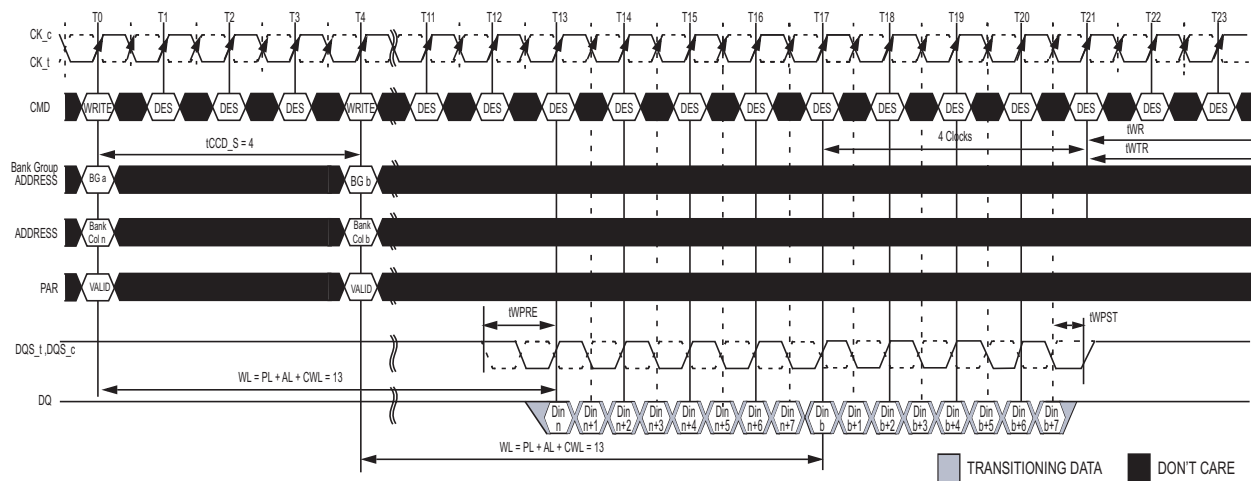 T0 T1 T2 T3 T4 T11 T12 T13 T14 T15 T16 T17 T18 T19 T20 T21 T22 T23
CK_c
CK_t
CMD WRITE DES DES DES WRITE DES DES DES DES DES DES DES DES DES DES DES DES DES
tCCD_S = 4 4 Clocks tWR
tWTR
Bank Group
ADDRESS BG a BG b
ADDRESS Bank Col n Bank Col b
PAR VALID VALID
tWPRE tWPST
DQS_t ,DQS_c
WL = PL + AL + CWL = 13
DQ Din n Din n+1 Din n+2 Din n+3 Din n+4 Din n+5 Din n+6 Din n+7 Din b Din b+1 Din b+2 Din b+3 Din b+4 Din b+5 Din b+6 Din b+7
WL = PL + AL + CWL = 13
TRANSITIONING DATA DON'T CARE